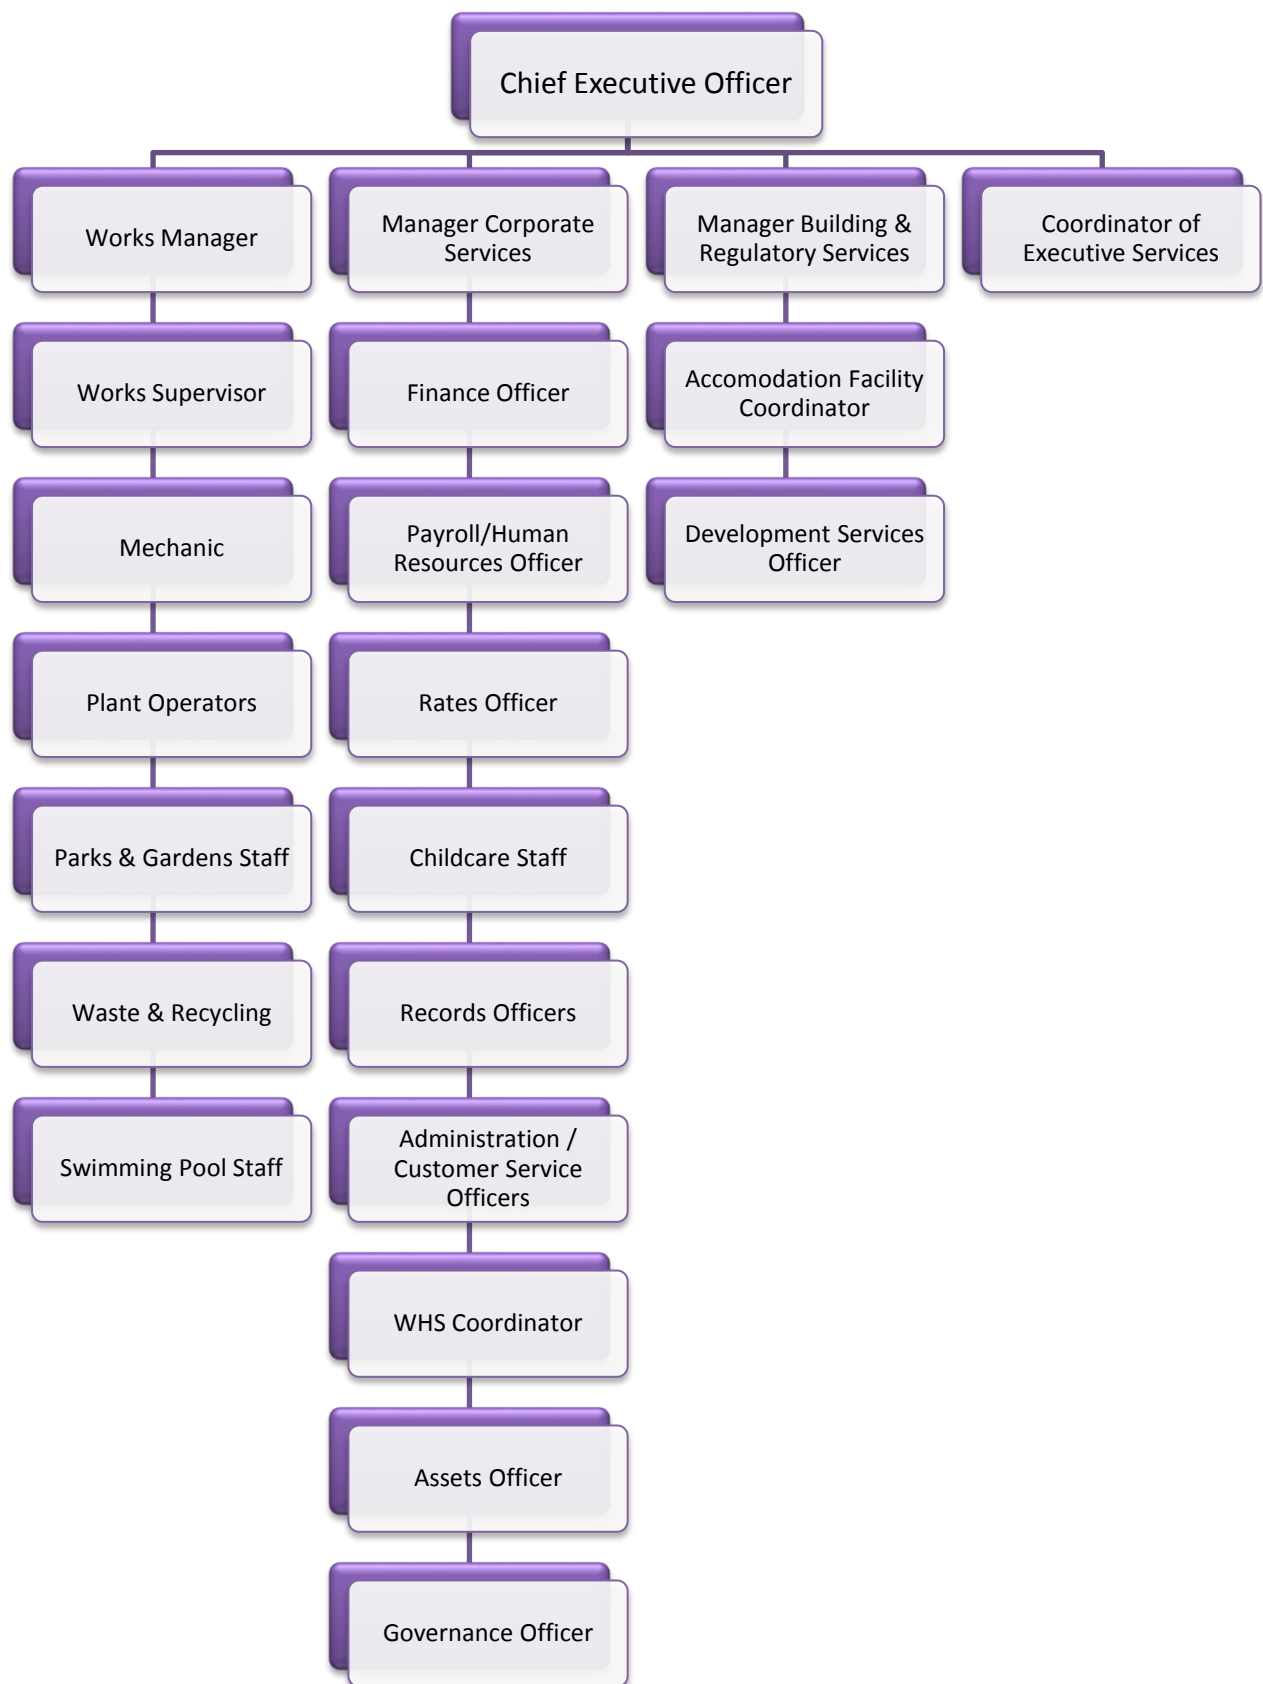 Chief Executive Officer
Works Manager
Manager Corporate
Services
Manager Building &
Regulatory Services
Coordinator of
Executive Services
Works Supervisor
Finance Officer
Accomodation Facility
Coordinator
Mechanic
Payroll/Human
Resources Officer
Development Services
Officer
Plant Operators
Rates Officer
Parks & Gardens Staff
Childcare Staff
Waste & Recycling
Records Officers
Swimming Pool Staff
Administration /
Customer Service
Officers
WHS Coordinator
Assets Officer
Governance Officer